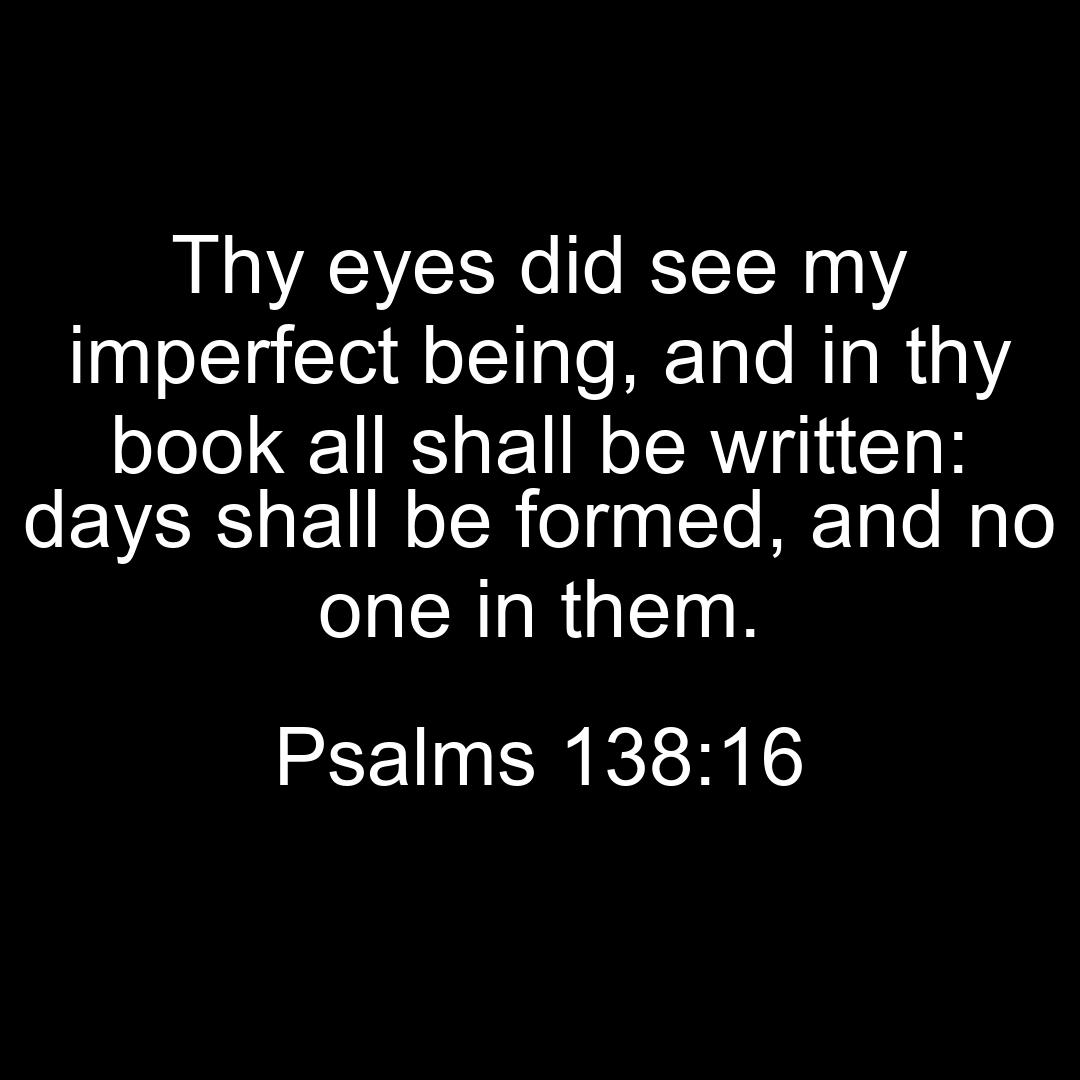 Thy eyes did see my
imperfect being, and in thy
book all shall be written:
days shall be formed, and no
one in them.
Psalms 138:16